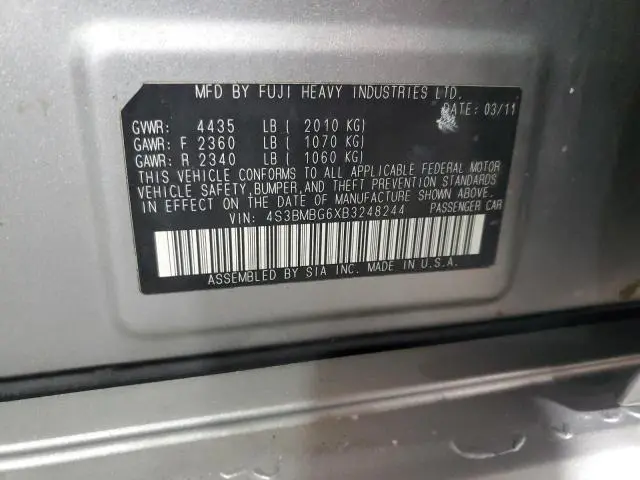 MFD BY FUJI HEAVY INDUSTRIES LTD.
DATE: 03/11
GVWR: 4435 LB ( 2010 KG)
GAWR: F 2360 LB ( 1070 KG)
GAWR: R 2340 LB ( 1060 KG)
THIS VEHICLE CONFORMS TO ALL APPLICABLE FEDERAL MOTOR
VEHICLE SAFETY, BUMPER, AND THEFT PREVENTION STANDARDS
IN EFFECT ON THE DATE OF MANUFACTURE SHOWN ABOVE.
VIN: 4S3BMBG6XB3248244 PASSENGER CAR
ASSEMBLED BY SIA INC. MADE IN U.S.A.